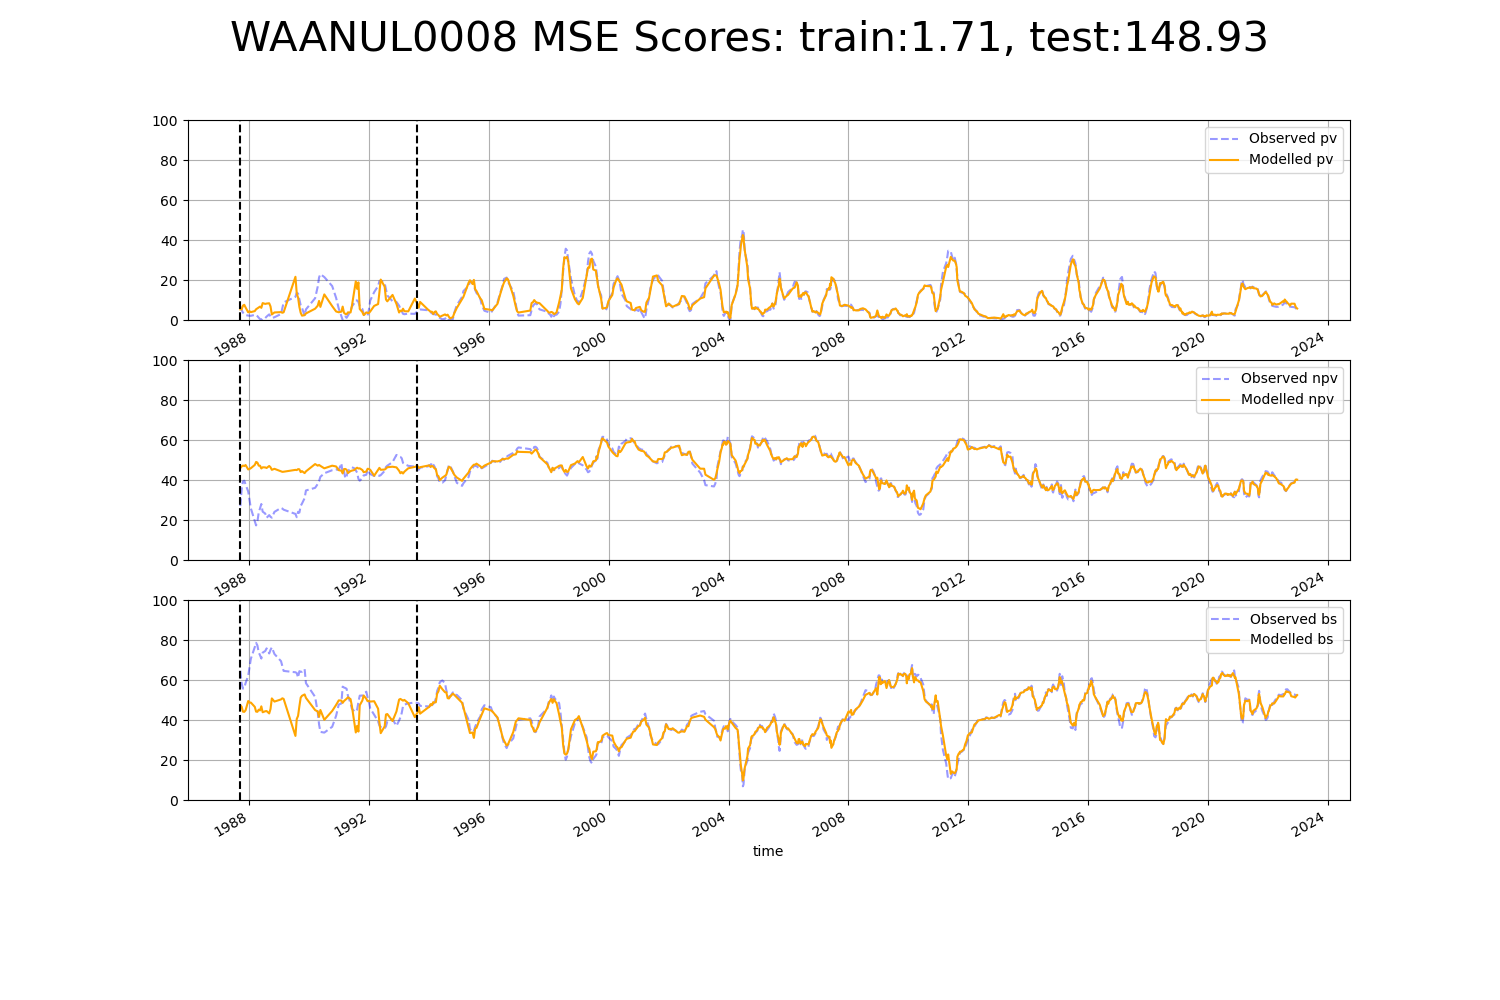 WAANUL0008 MSE Scores: train:1.71, test:148.93
100
80
60
40
20
0
Observed pv
Modelled pv
1988 1992 1996 2000 2004 2008 2012 2016 2020 2024
100
80
60
40
20
0
Observed npv
Modelled npv
1988 1992 1996 2000 2004 2008 2012 2016 2020 2024
100
80
60
40
20
0
Observed bs
Modelled bs
1988 1992 1996 2000 2004 2008 2012 2016 2020 2024
time